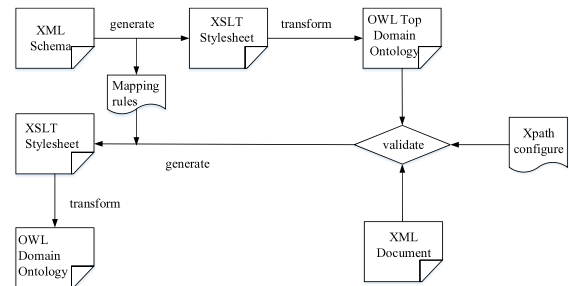 XML
Schema
generate
XSLT
Stylesheet
transform
OWL Top
Domain
Ontology
Mapping
rules
XSLT
Stylesheet
generate
validate
Xpath
configure
transform
XML
Document
OWL
Domain
Ontology